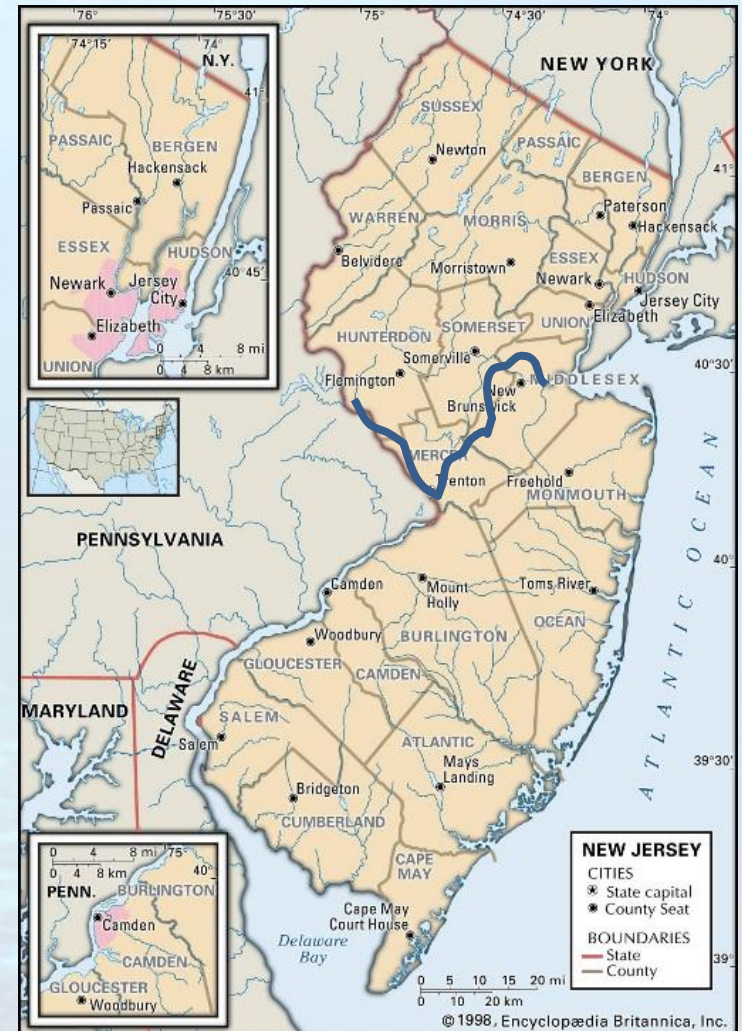 76°15'
75°30'
75°
74°30'
74°
74°15'
74°
N.Y.
41°
PASSAIC
BERGEN
Hackensack
Passaic
ESSEX
HUDSON
40°45'
Newark
Jersey
City
Elizabeth
0 4 8 mi
0 4 8 km
UNION
NEW YORK
SUSSEX
Newton
PASSAIC
41°
BERGEN
Paterson
Hackensack
WARREN
MORRIS
Belvidere
Morristown
ESSEX
Newark
HUDSON
Jersey City
Elizabeth
UNION
HUNTERDON
SOMERSET
Somerville
40°30'
Flemington
MIDDLESEX
New
Brunswick
MERCER
Trenton
Freehold
MONMOUTH
PENNSYLVANIA
ATLANTIC OCEAN
40°
Camden
Mount
Holly
Toms River
OCEAN
Woodbury
BURLINGTON
GLOUCESTER
CAMDEN
MARYLAND
DELAWARE
SALEM
Salem
ATLANTIC
Mays
Landing
39°30'
Bridgeton
CUMBERLAND
CAPE
MAY
Cape May
Court House
Delaware
Bay
0 4 8 mi
0 4 8 km
75°
40°
PENN.
BURLINGTON
Camden
CAMDEN
GLOUCESTER
Woodbury
NEW JERSEY
CITIES
State capital
County Seat
BOUNDARIES
State
County
39°
0 5 10 15 20 mi
0 10 20 km
©1998, Encyclopædia Britannica, Inc.